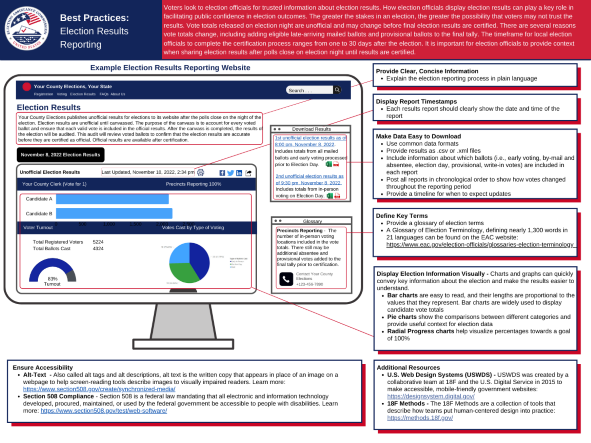 Best Practices:
Election Results
Reporting
Voters look to election officials for trusted information about election results. How election officials display election results can play a key role in
facilitating public confidence in election outcomes. The greater the stakes in an election, the greater the possibility that voters may not trust the
results. Vote totals released on election night are unofficial and may change before final election results are certified. There are several reasons
vote totals change, including adding eligible late-arriving mailed ballots and provisional ballots to the final tally. The timeframe for local election
officials to complete the certification process ranges from one to 30 days after the election. It is important for election officials to provide context
when sharing election results after polls close on election night.
Example Election Results Reporting Website
Your County Elections, Your State
Registration Voting Election Results FAQs About Us
Search
Election Results
Your County Elections publishes unofficial results for elections to its website after the polls close on the night of the
election. Election results are unofficial until canvassed. The purpose of the canvass is to account for every voted
ballot and ensure that each valid vote is included in the official results. After the canvass is completed, the results of
the election will be audited. This audit will review voted ballots to confirm that the election results are accurate
before they are certified as official. Official results are available after certification.
November 8, 2022 Election Results
Unofficial Election Results
Last Updated, November 10, 2022, 2:34 pm
Your County Clerk (Vote for 1)
Precincts Reporting 100%
Candidate A
Candidate B
Voter Turnout
Votes Cast by Type of Voting
Total Registered Voters 5224
Total Ballots Cast 4324
83%
Turnout
Download Results
1st unofficial election results as of
8:00 pm, November 8, 2022.
Includes totals from all mailed
ballots and early voting processed
prior to Election Day.
2nd unofficial election results as
of 9:30 pm, November 8, 2022.
Includes totals from in-person
voting on Election Day.
Glossary
Precincts Reporting - The
number of in-person voting
locations included in the vote
totals. There still may be
additional absentee and
provisional votes added to the
final tally prior to certification.
Contact Your County
Elections
+123-456-7890
Provide Clear, Concise Information
• Explain the election reporting process in plain language
Display Report Timestamps
• Each results report should clearly show the date and time of the
report
Make Data Easy to Download
• Use common data formats
• Provide results as .csv or .xml files
• Include information about which ballots (i.e., early voting, by-mail and
absentee, election day, provisional, write-in votes) are included in
each report
• Post all reports in chronological order to show how votes changed
throughout the reporting period
• Provide a timeline for when to expect updates
Define Key Terms
• Provide a glossary of election terms
• A Glossary of Election Terminology, defining nearly 1,300 words in
21 languages can be found on the EAC website:
https://www.eac.gov/election-officials/glossaries-election-terminology
Display Election Information Visually - Charts and graphs can quickly
convey key information about the election and make the results easier to
understand.
• Bar charts are easy to read, and their lengths are proportional to the
values that they represent. Bar charts are widely used to display
candidate vote totals
• Pie charts show the comparisons between different categories and
provide useful context for election data
• Radial Progress charts help visualize percentages towards a goal
of 100%
Ensure Accessibility
• Alt-Text - Also called alt tags and alt descriptions, alt text is the written copy that appears in place of an image on a
webpage to help screen-reading tools describe images to visually impaired readers. Learn more:
https://www.section508.gov/create/synchronized-media/
• Section 508 Compliance - Section 508 is a federal law mandating that all electronic and information technology
developed, procured, maintained, or used by the federal government be accessible to people with disabilities. Learn
more: https://www.section508.gov/test/web-software/
Additional Resources
• U.S. Web Design Systems (USWDS) - USWDS was created by a
collaborative team at 18F and the U.S. Digital Service in 2015 to
make accessible, mobile-friendly government websites:
https://designsystem.digital.gov/
• 18F Methods - The 18F Methods are a collection of tools that
describe how teams put human-centered design into practice:
https://methods.18f.gov/